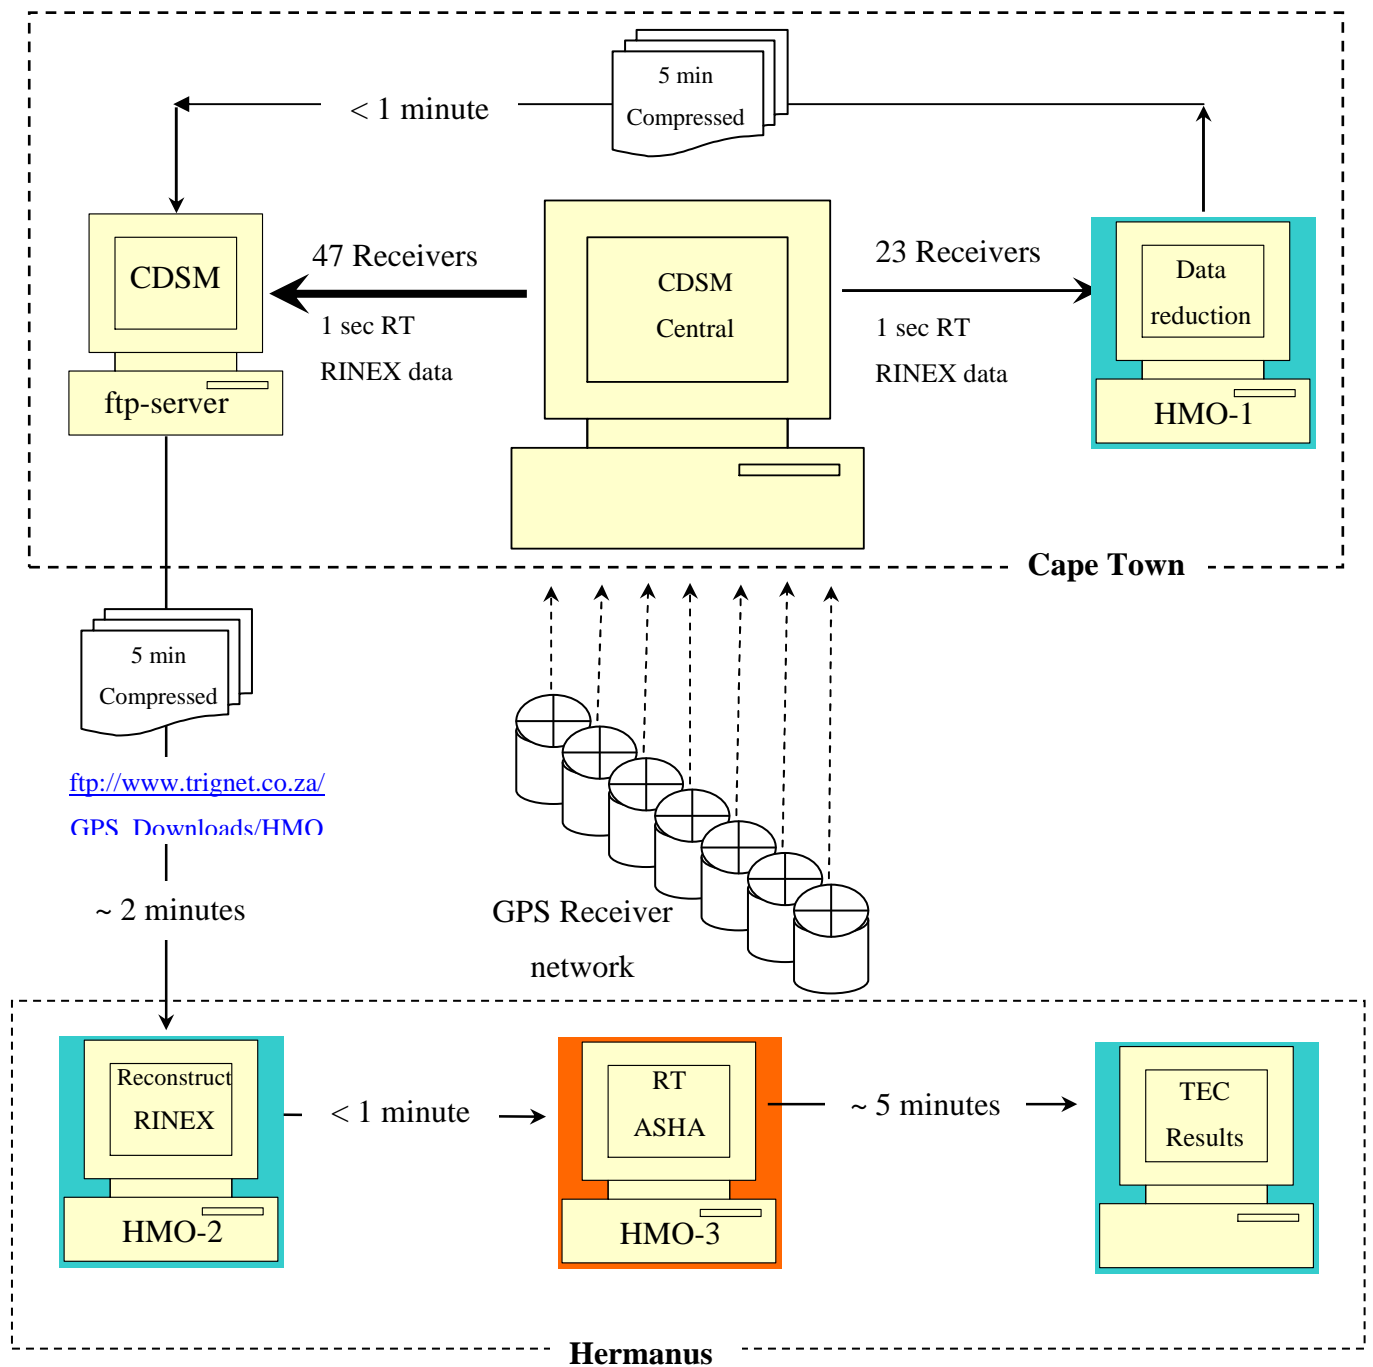 5 min
Compressed
< 1 minute
CDSM
ftp-server
47 Receivers
1 sec RT
RINEX data
CDSM
Central
23 Receivers
1 sec RT
RINEX data
Data
reduction
HMO-1
Cape Town
5 min
Compressed
ftp://www.trignet.co.za/
GPS_Downloads/HMO
~ 2 minutes
GPS Receiver
network
Reconstruct
RINEX
HMO-2
< 1 minute
RT
ASHA
HMO-3
~ 5 minutes
TEC
Results
Hermanus